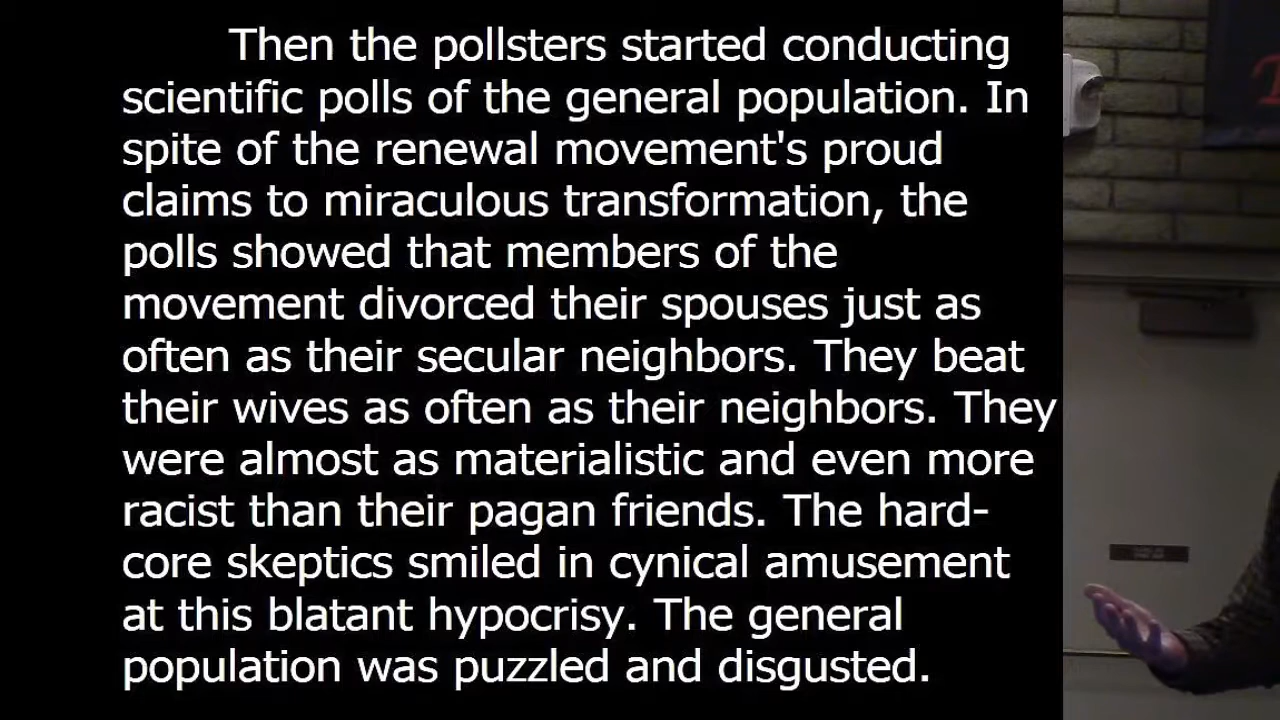 Then the pollsters started conducting
scientific polls of the general population. In
spite of the renewal movement's proud
claims to miraculous transformation, the
polls showed that members of the
movement divorced their spouses just as
often as their secular neighbors. They beat
their wives as often as their neighbors. They
were almost as materialistic and even more
racist than their pagan friends. The hard-
core skeptics smiled in cynical amusement
at this blatant hypocrisy. The general
population was puzzled and disgusted.